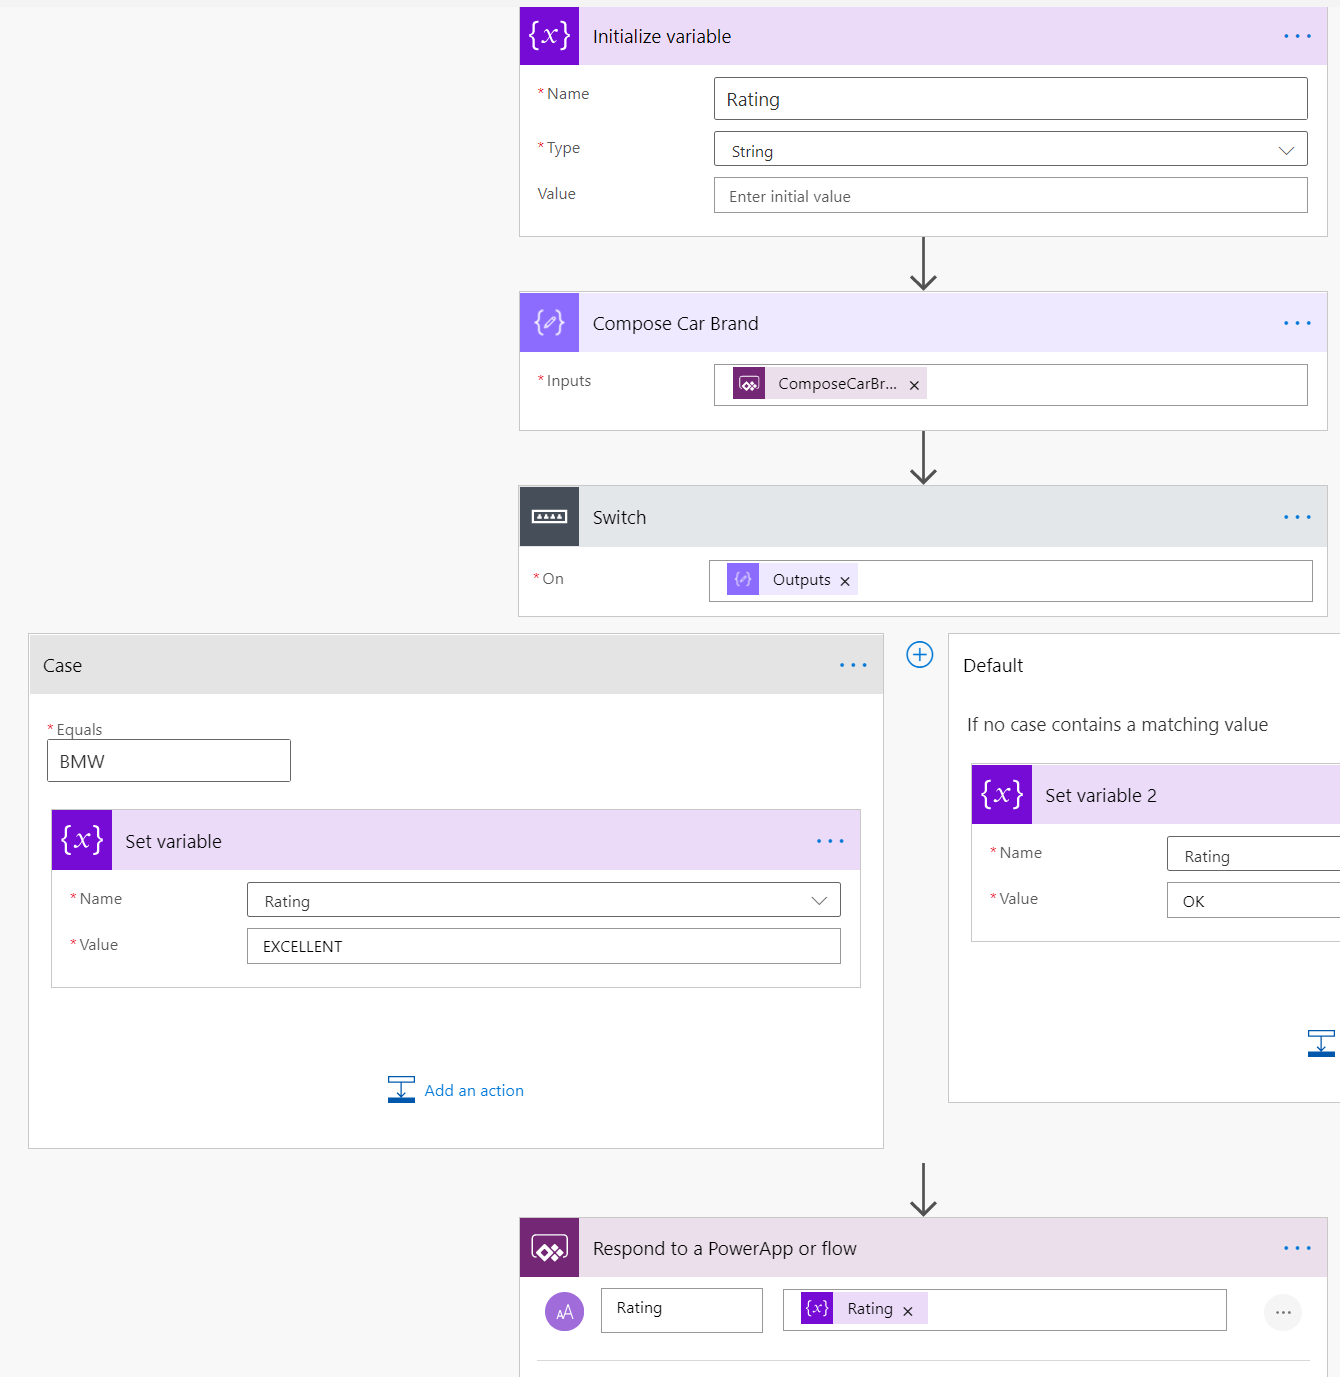 {x} Initialize variable
* Name Rating
* Type String
Value Enter initial value
Compose Car Brand
* Inputs ComposeCarBr... ×
Switch
* On Outputs ×
Case
* Equals
BMW
{x} Set variable
* Name Rating
* Value EXCELLENT
Add an action
Default
If no case contains a matching value
{x} Set variable 2
* Name Rating
* Value OK
Respond to a PowerApp or flow
AA Rating {x} Rating ×